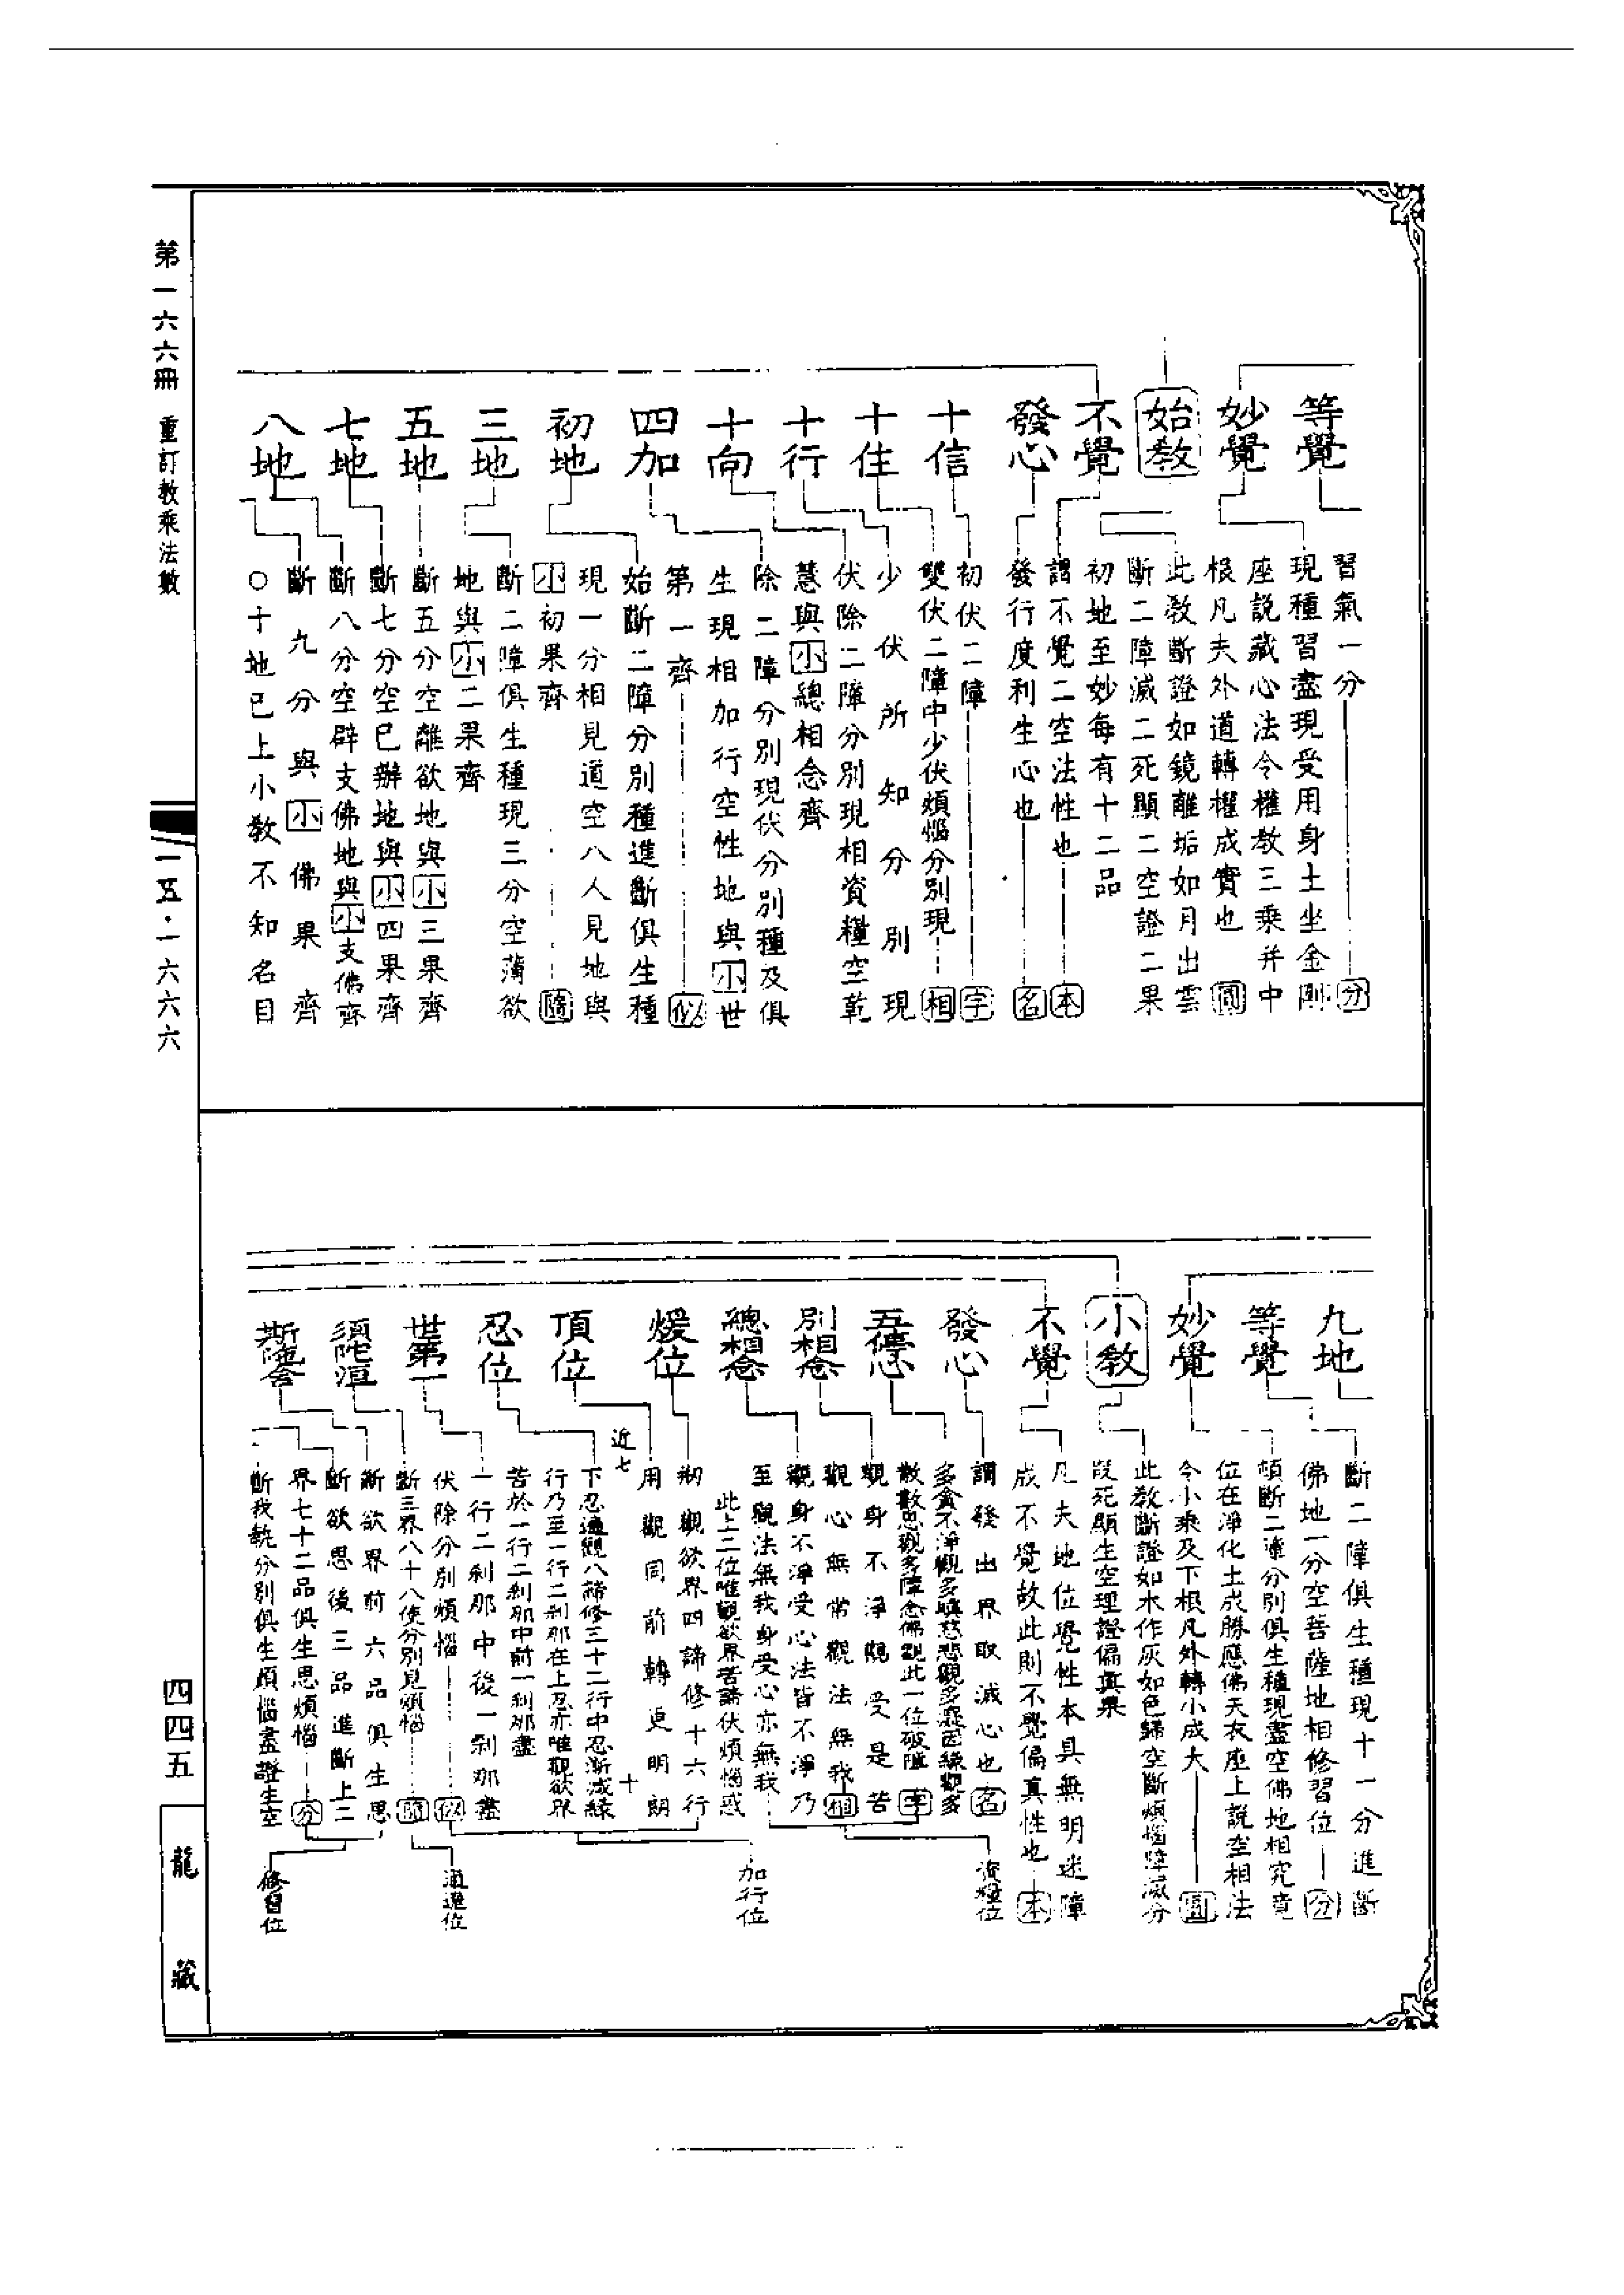 等覺
妙覺
始教
不覺
發心
十信
十住
十行
十向
四加
初地
三地
五地
七地
八地
習氣一分 分
現種習盡現受用身土坐金剛
座説藏心法令權教三乘并中
根凡夫外道轉權成實也 圓
此教斷證如鏡離垢如月出雲
斷二障滅二死顯二空證二果
初地至妙每有十二品
謂不覺二空法性也 本
發行度利生心也 名
初伏二障 字
雙伏二障中少伏煩惱分別現 相
少伏所知分別現
伏除二障分別現相資糧空乾
慧與小總相念齊
除二障分別現伏分別種及俱
生現相加行空性地與小世
第一齊 似
始斷二障分別種進斷俱生種
現一分相見道空八人見地與
小初果齊 隨
斷二障俱生種現三分空薄欲
地與小二果齊
斷五分空離欲地與小三果齊
斷七分空已辦地與小四果齊
斷八分空辟支佛地與小支佛齊
斷九分與小佛果齊
○十地已上小教不知名目
九地
等覺
妙覺
小教
不覺
發心
五停心
別相念
總相念
煖位
頂位
忍位
世第一
須陀洹
斯陀含
斷二障俱生種現十一分進斷
佛地一分空菩薩地相修習位 分
頓斷二障分別俱生種現盡空佛地相究竟
位在淨化土成勝應佛天衣座上説空相法
令小乘及下根凡外轉小成大 圓
此教斷證如木作灰如色歸空斷煩惱障滅分
段死顯生空理證偏真果
凡夫地位覺性本具無明迷障
成不覺故此則不覺偏真性也 本
謂發出界取滅心也 名
多貪不淨觀多瞋慈悲觀多癡因緣觀多
散數息觀多障念佛觀此一位破障 字
觀身不淨觀受是苦
觀心無常觀法無我 相
觀身不淨受心法皆不淨乃
至觀法無我身受心亦無我
此上三位唯觀欲界苦諦伏煩惱惑
初觀欲界四諦修十六行
用觀同前轉更明朗
近七
十
下忍遍觀八諦修三十二行中忍漸減緣
行乃至一行二刹那在上忍亦唯觀欲界
苦於一行二刹那中前一刹那盡
一行二刹那中後一刹那盡
伏除分別煩惱 似
斷三界八十八使分別見煩惱 隨
斷欲界前六品俱生思
斷欲思後三品進斷上二
界七十二品俱生思煩惱 分
斷我執分別俱生煩惱盡證生空
資糧位
加行位
通達位
修習位
第一六六冊　重訂教乘法數
一五·一六六六
四四五
龍藏